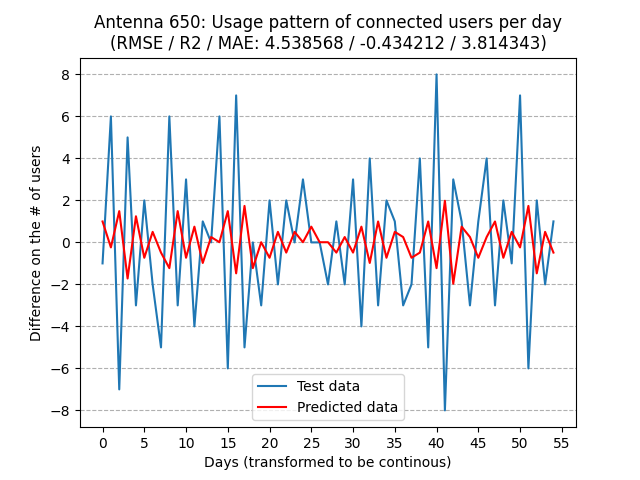 Antenna 650: Usage pattern of connected users per day
(RMSE / R2 / MAE: 4.538568 / -0.434212 / 3.814343)
Difference on the # of users
8
6
4
2
0
−2
−4
−6
−8
Test data
Predicted data
0 5 10 15 20 25 30 35 40 45 50 55
Days (transformed to be continous)